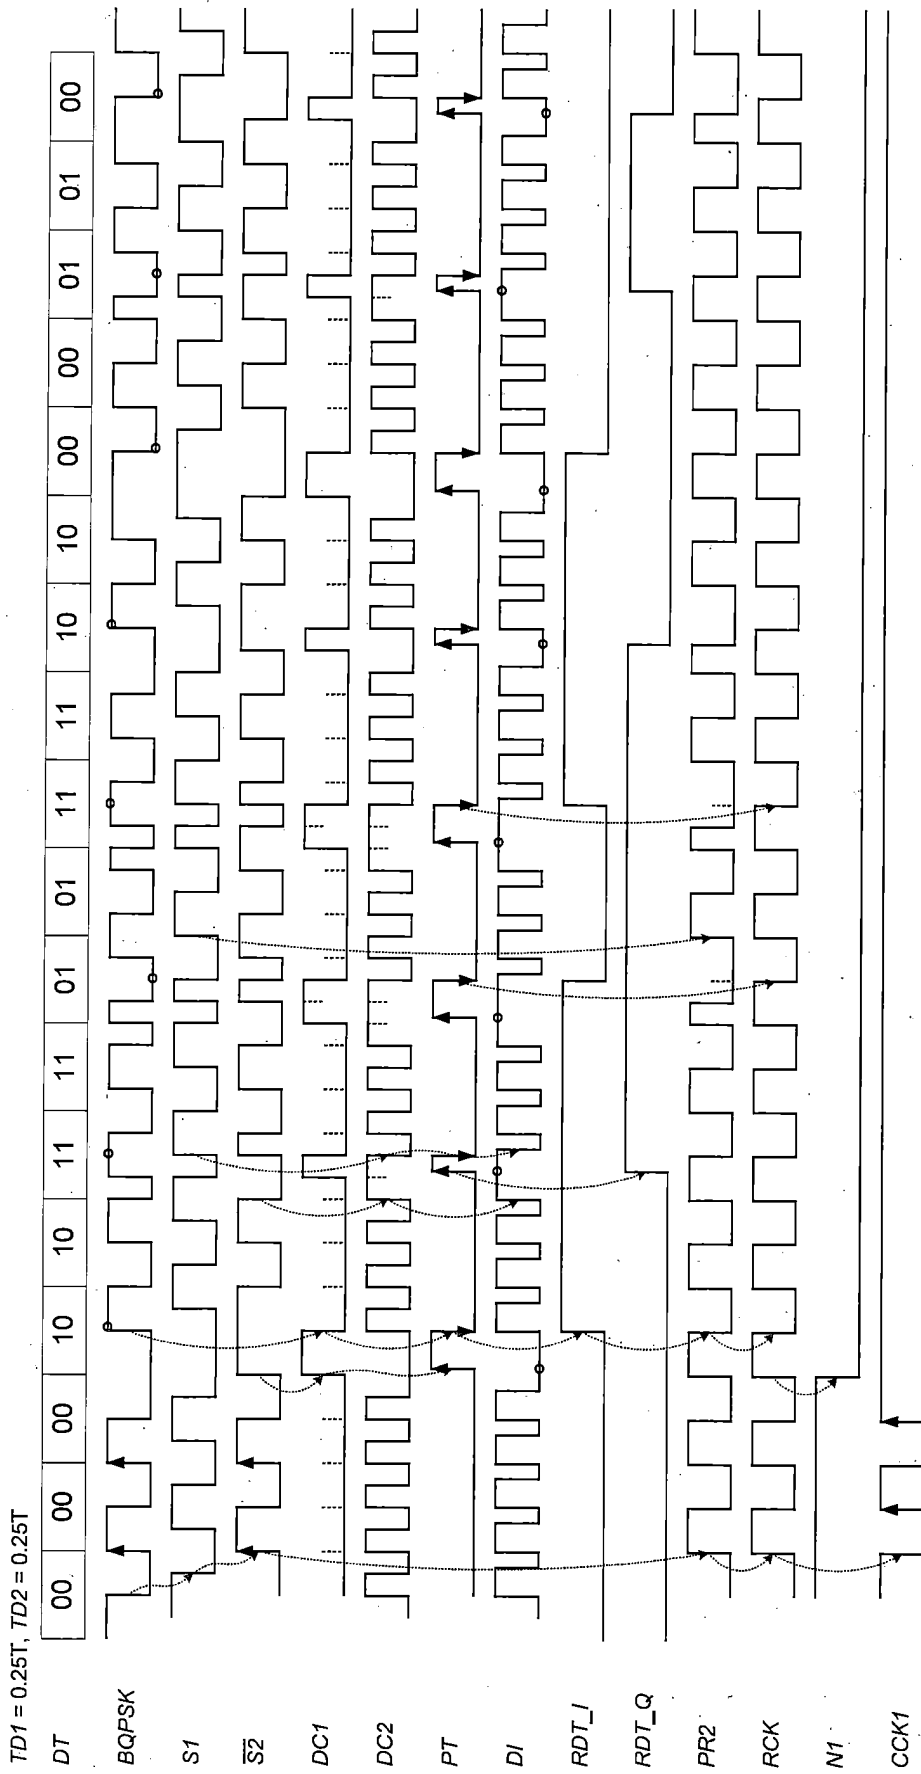 TD1 = 0.25T, TD2 = 0.25T
DT 00 00 00 10 10 11 11 01 01 11 11 10 10 00 00 01 01 00
BQPSK
S1
S2
DC1
DC2
PT
DI
RDT_I
RDT_Q
PR2
RCK
N1
CCK1